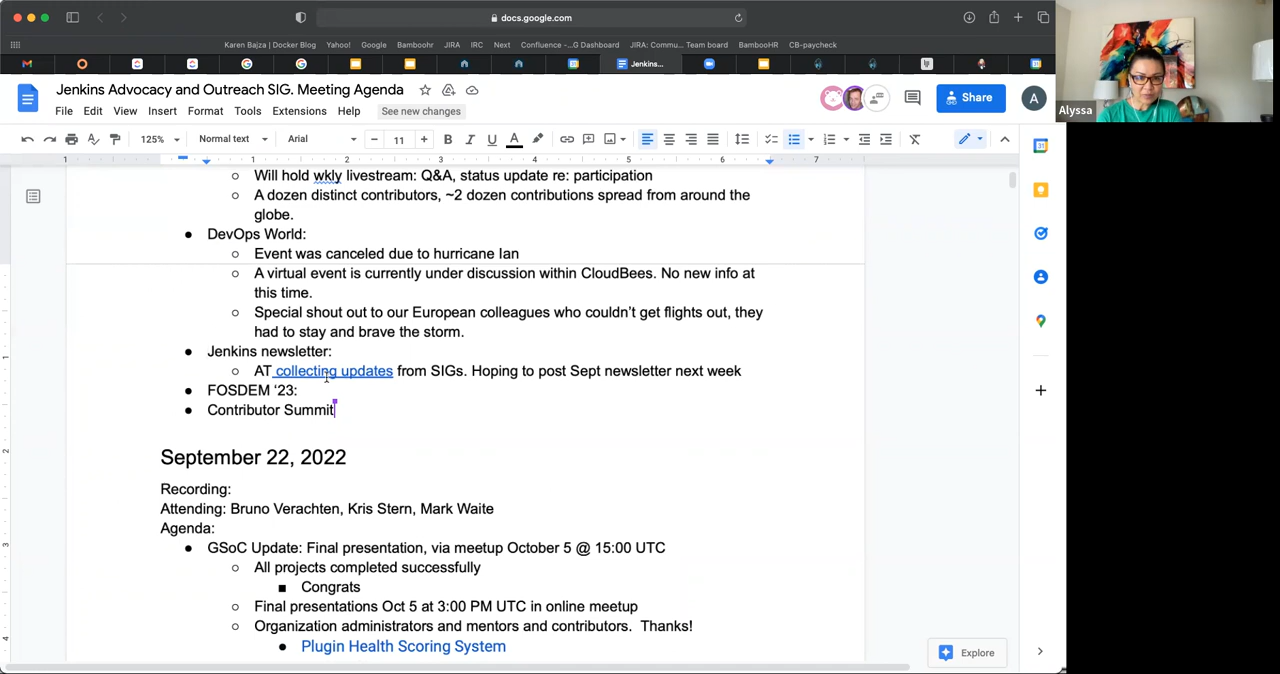 docs.google.com
Karen Bajza | Docker Blog Yahoo! Google Bamboohr JIRA IRC Next Confluence -...G Dashboard JIRA: Commu... Team board BambooHR CB-paycheck
Jenkins...
Jenkins Advocacy and Outreach SIG. Meeting Agenda
File Edit View Insert Format Tools Extensions Help See new changes
Share
A
Alyssa
125% Normal text Arial 11
1 1 2 3 4 5 6 7
Will hold wkly livestream: Q&A, status update re: participation
A dozen distinct contributors, ~2 dozen contributions spread from around the
globe.
DevOps World:
Event was canceled due to hurricane Ian
A virtual event is currently under discussion within CloudBees. No new info at
this time.
Special shout out to our European colleagues who couldn’t get flights out, they
had to stay and brave the storm.
Jenkins newsletter:
AT collecting updates from SIGs. Hoping to post Sept newsletter next week
FOSDEM ‘23:
Contributor Summit
September 22, 2022
Recording:
Attending: Bruno Verachten, Kris Stern, Mark Waite
Agenda:
GSoC Update: Final presentation, via meetup October 5 @ 15:00 UTC
All projects completed successfully
Congrats
Final presentations Oct 5 at 3:00 PM UTC in online meetup
Organization administrators and mentors and contributors. Thanks!
Plugin Health Scoring System
Explore